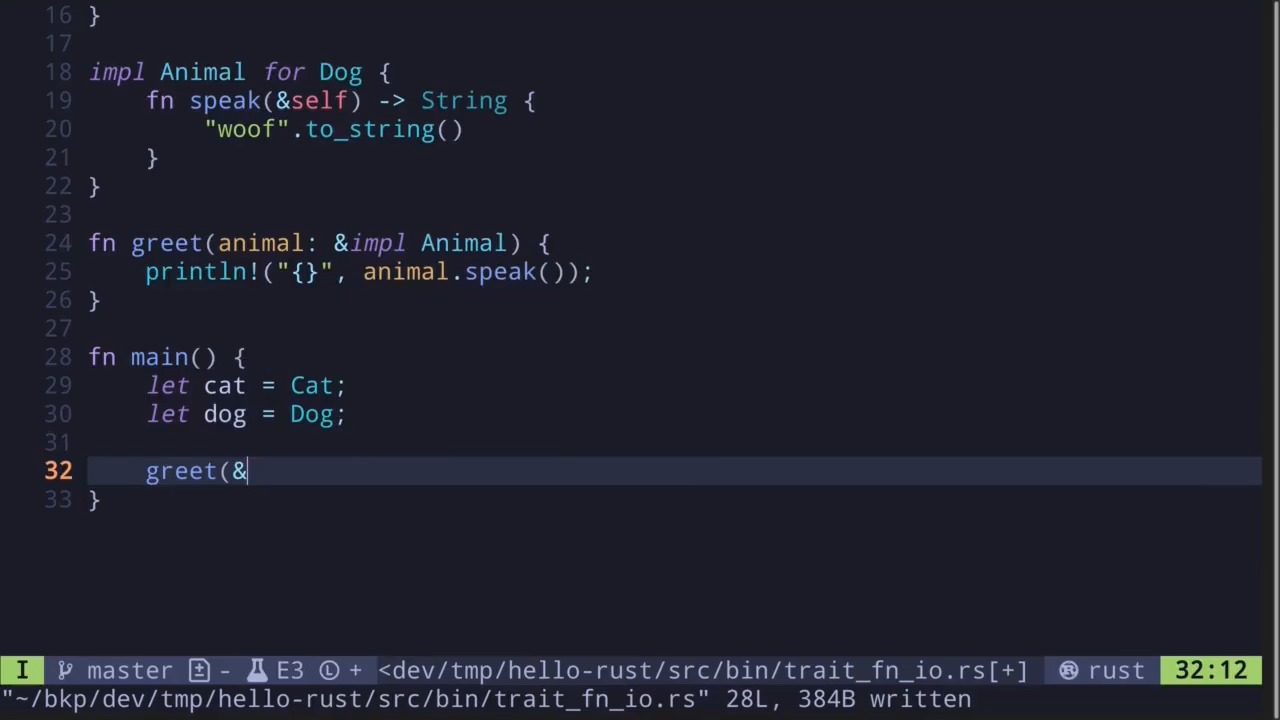 16 }
17
18 impl Animal for Dog {
19     fn speak(&self) -> String {
20         "woof".to_string()
21     }
22 }
23
24 fn greet(animal: &impl Animal) {
25     println!("{}", animal.speak());
26 }
27
28 fn main() {
29     let cat = Cat;
30     let dog = Dog;
31
32     greet(&
33 }
I master - E3 Ⓛ + <dev/tmp/hello-rust/src/bin/trait_fn_io.rs[+] rust 32:12
"~/bkp/dev/tmp/hello-rust/src/bin/trait_fn_io.rs" 28L, 384B written